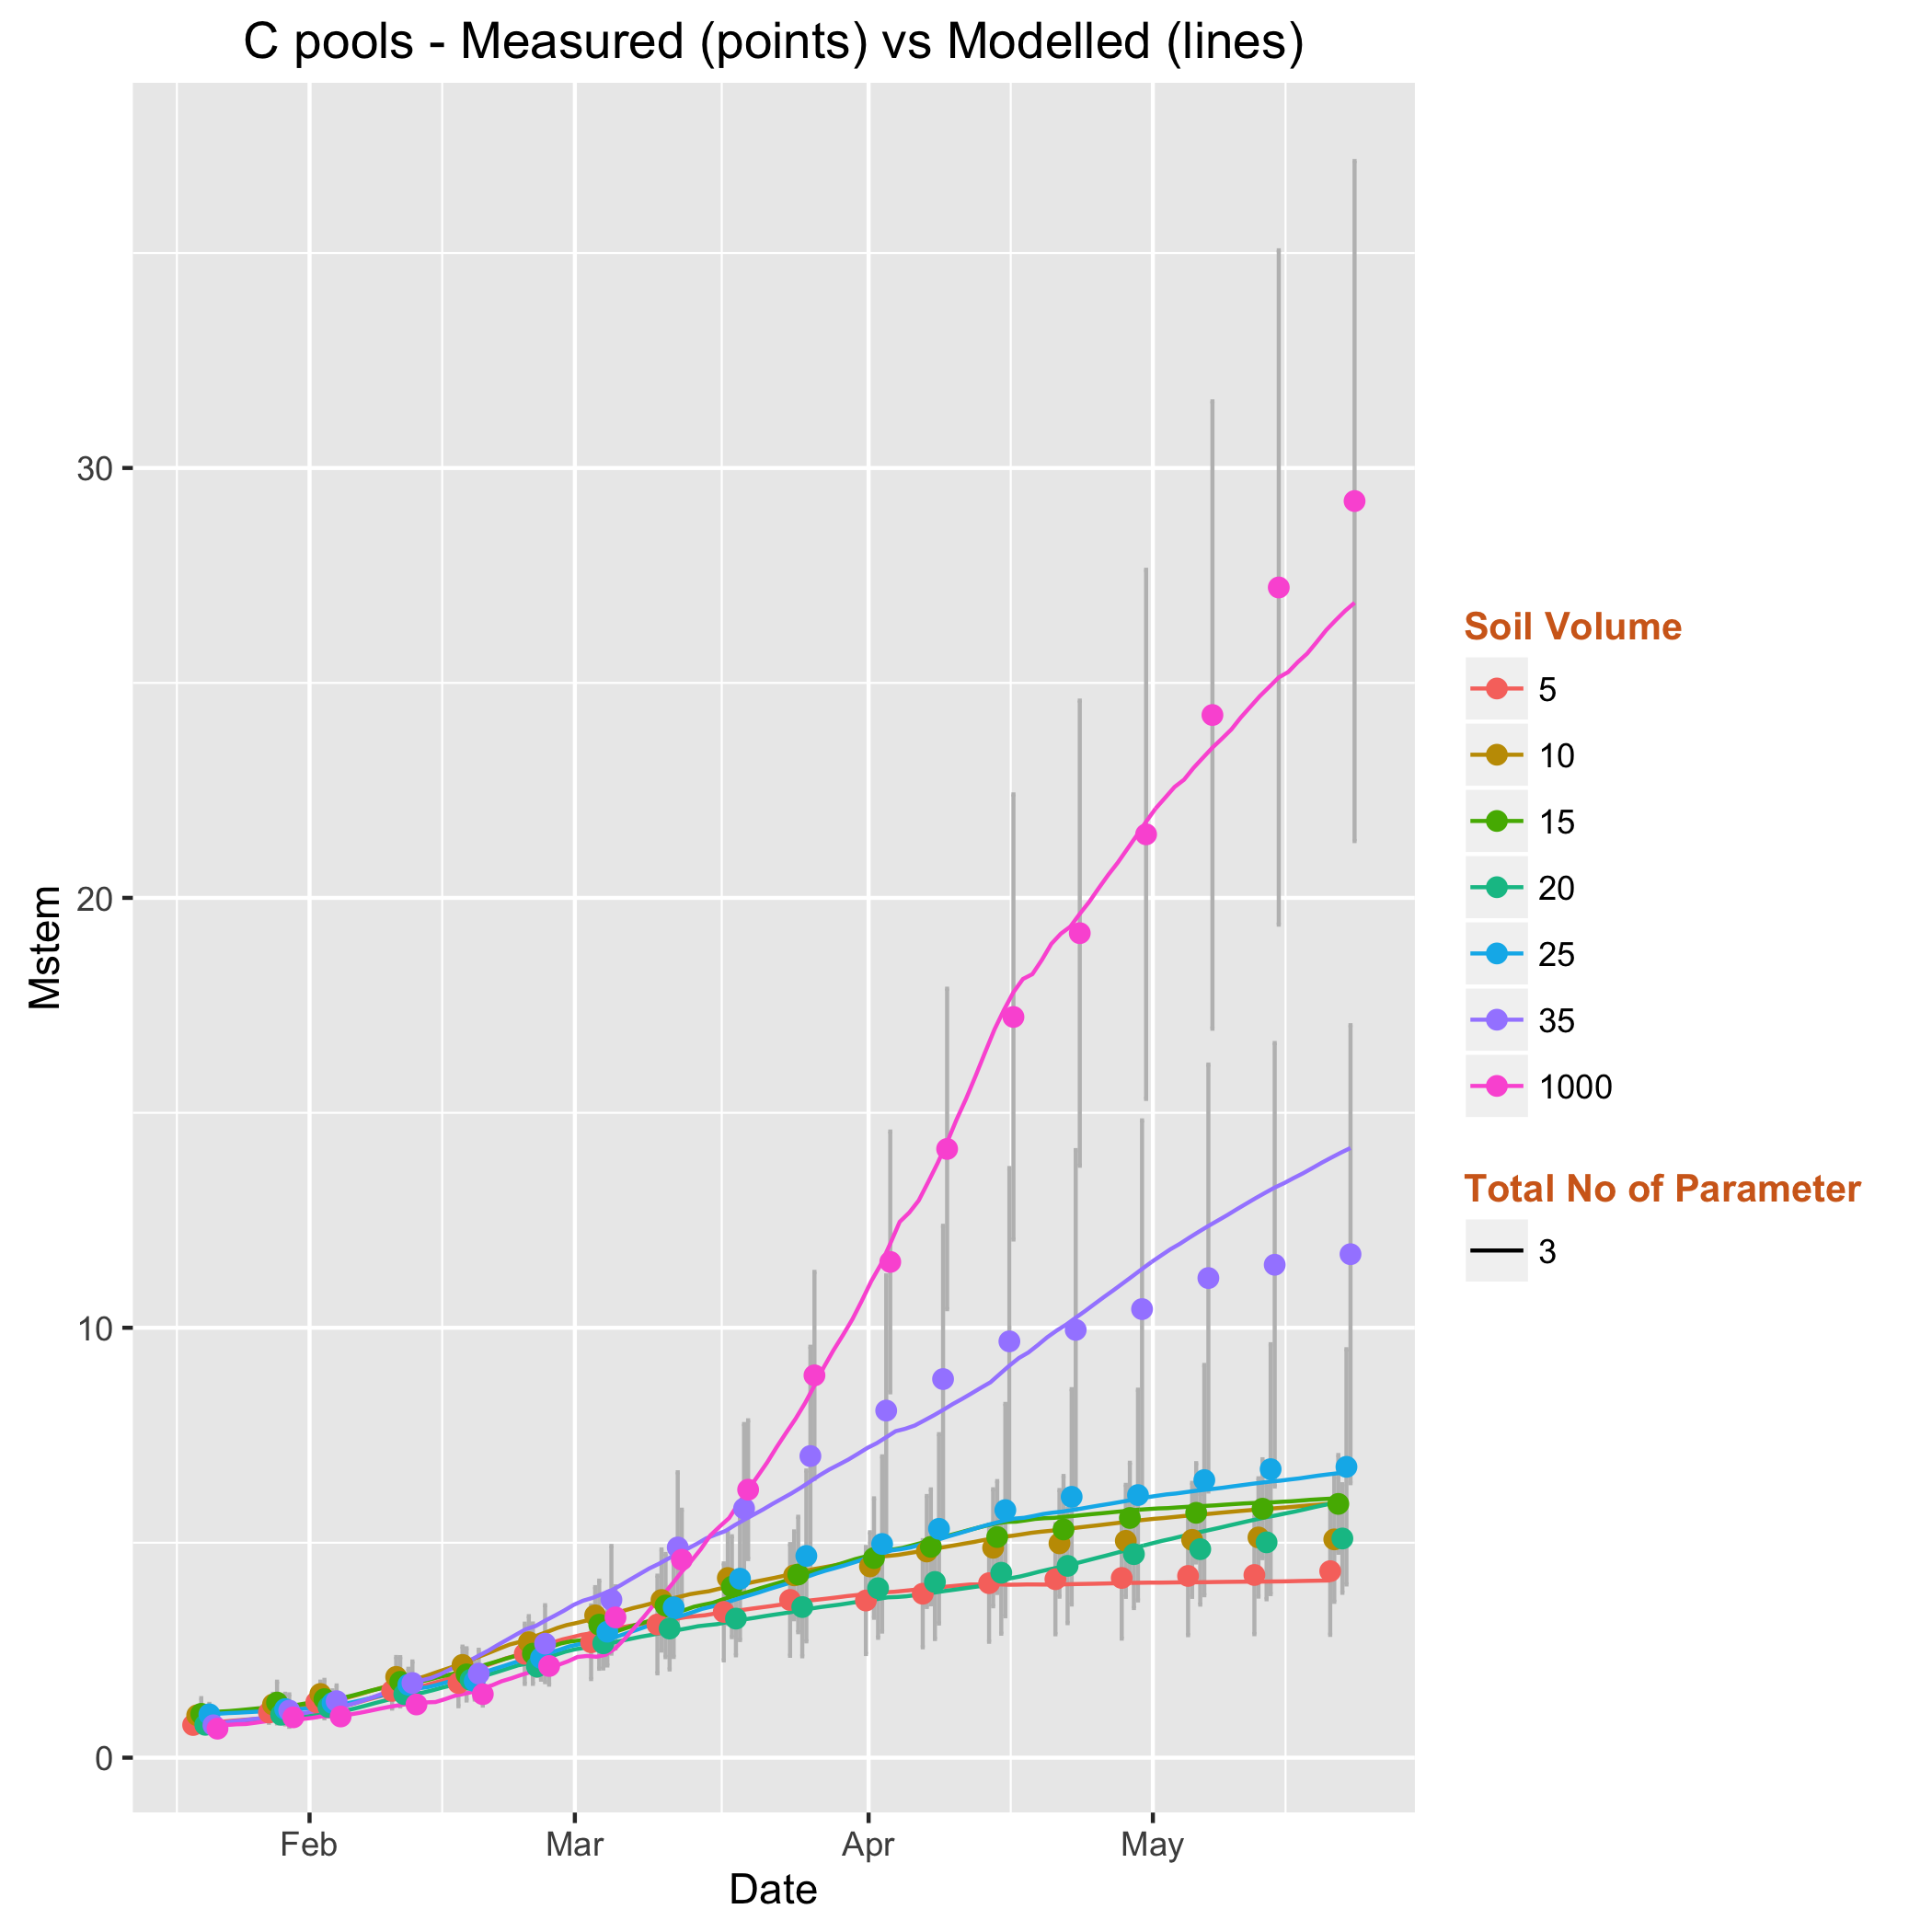 C pools - Measured (points) vs Modelled (lines)
Mstem
30
20
10
0
Feb
Mar
Apr
May
Date
Soil Volume
5
10
15
20
25
35
1000
Total No of Parameter
3